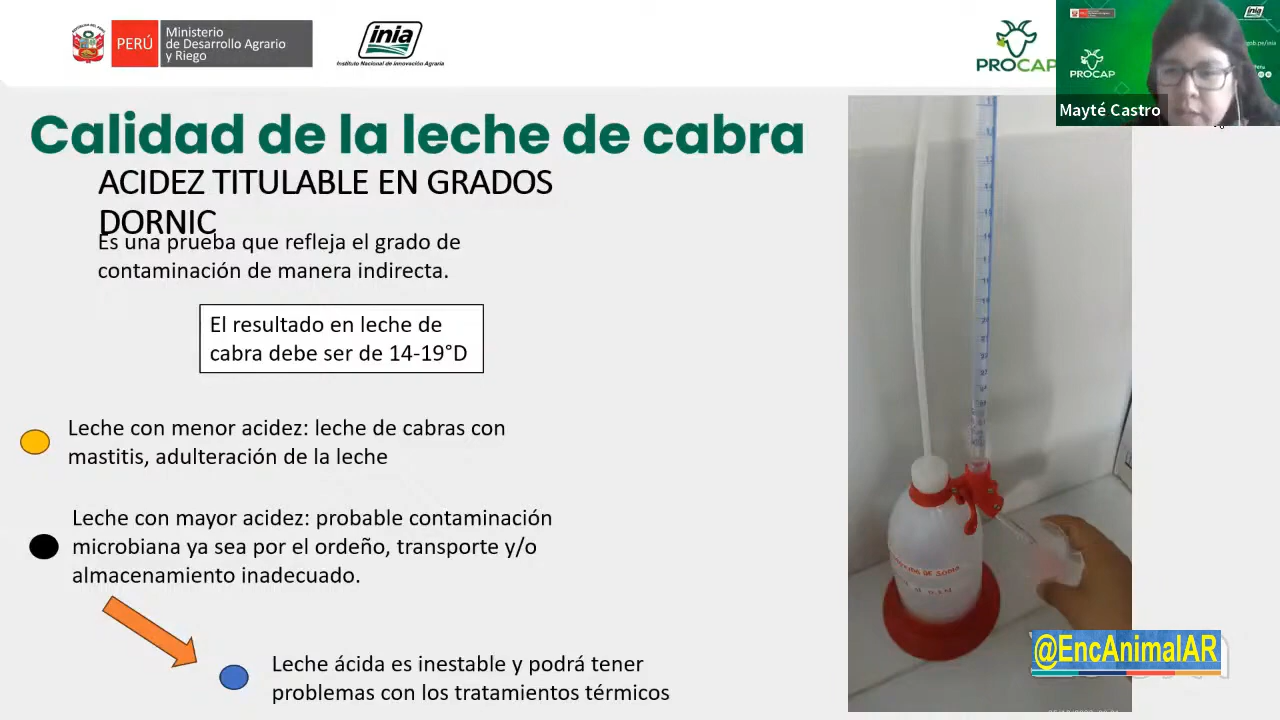 PERÚ
Ministerio
de Desarrollo Agrario
y Riego
inia
Instituto Nacional de Innovación Agraria
PROCAP
PROCAP
Mayté Castro
Calidad de la leche de cabra
ACIDEZ TITULABLE EN GRADOS
DORNIC
Es una prueba que refleja el grado de
contaminación de manera indirecta.
El resultado en leche de
cabra debe ser de 14-19°D
Leche con menor acidez: leche de cabras con
mastitis, adulteración de la leche
Leche con mayor acidez: probable contaminación
microbiana ya sea por el ordeño, transporte y/o
almacenamiento inadecuado.
Leche ácida es inestable y podrá tener
problemas con los tratamientos térmicos
@EncAnimalAR